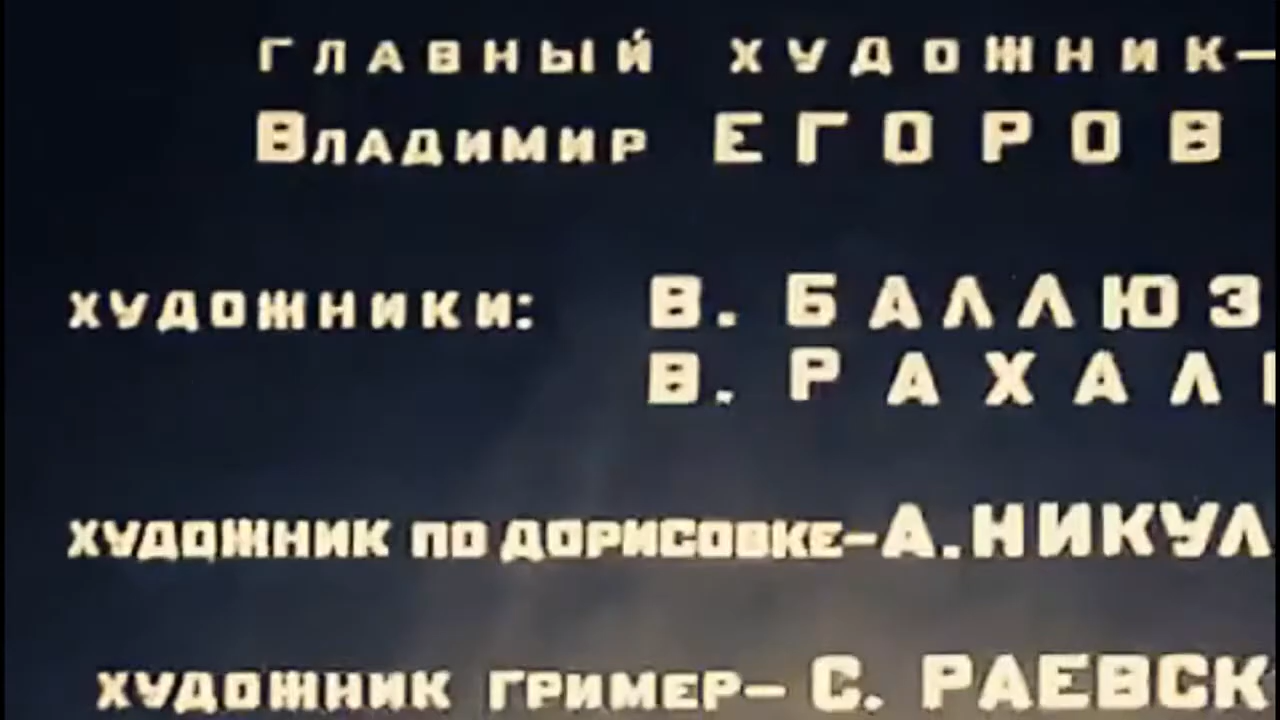 ГЛАВНЫЙ ХУДОЖНИК—
ВЛАДИМИР ЕГОРОВ
ХУДОЖНИКИ: В. БАЛЛЮЗ
В. РАХАЛ
ХУДОЖНИК ПО ДОРИСОВКЕ—А. НИКУЛ
ХУДОЖНИК ГРИМЕР— С. РАЕВСК